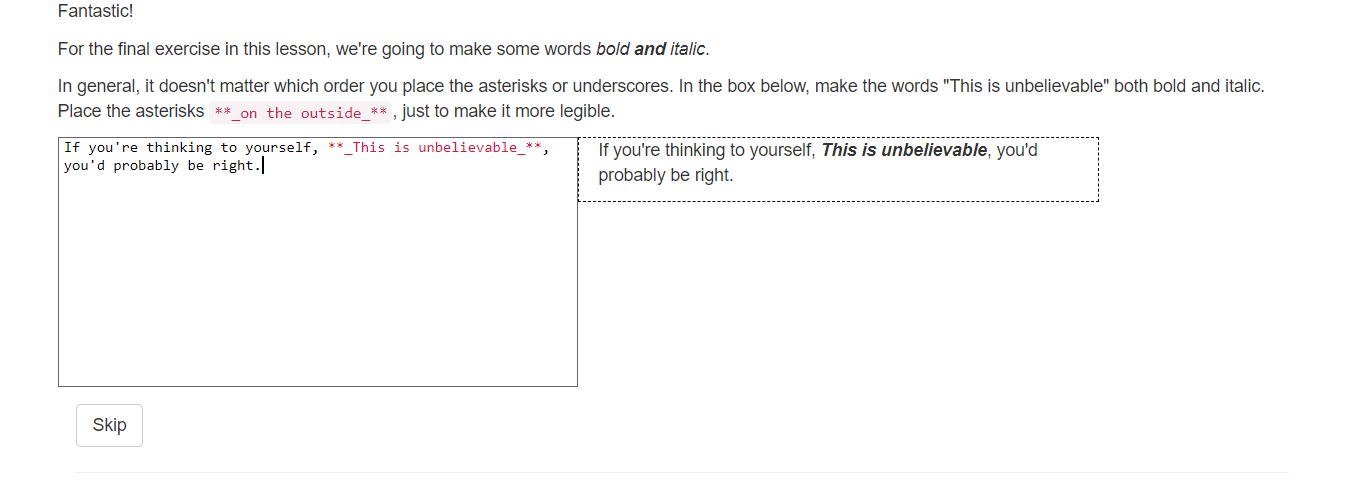 Fantastic!
For the final exercise in this lesson, we're going to make some words bold and italic.
In general, it doesn't matter which order you place the asterisks or underscores. In the box below, make the words "This is unbelievable" both bold and italic.
Place the asterisks **_on the outside_** , just to make it more legible.
If you're thinking to yourself, **_This is unbelievable_**,
you'd probably be right.
If you're thinking to yourself, This is unbelievable, you'd
probably be right.
Skip